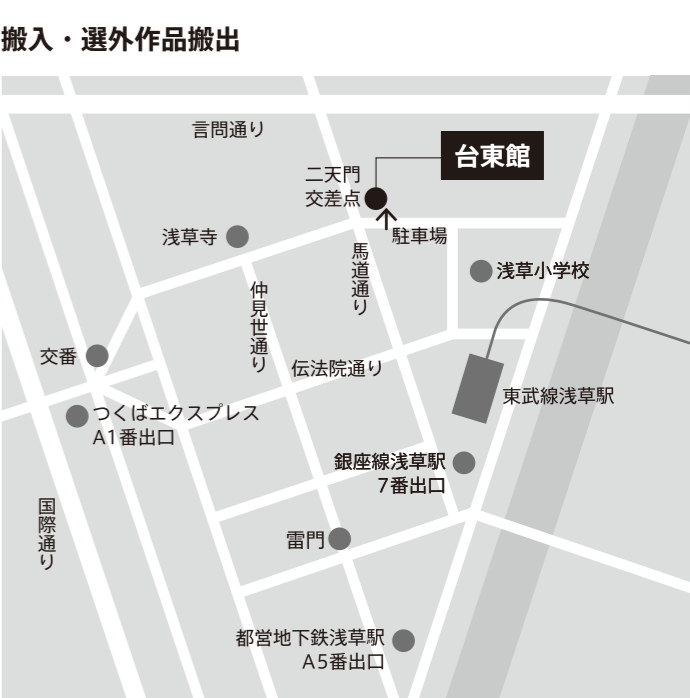 搬入・選外作品搬出
言問通り
台東館
二天門
交差点
駐車場
浅草寺
馬道通り
浅草小学校
仲見世通り
交番
伝法院通り
東武線浅草駅
つくばエクスプレス
A1番出口
銀座線浅草駅
7番出口
国際通り
雷門
都営地下鉄浅草駅
A5番出口